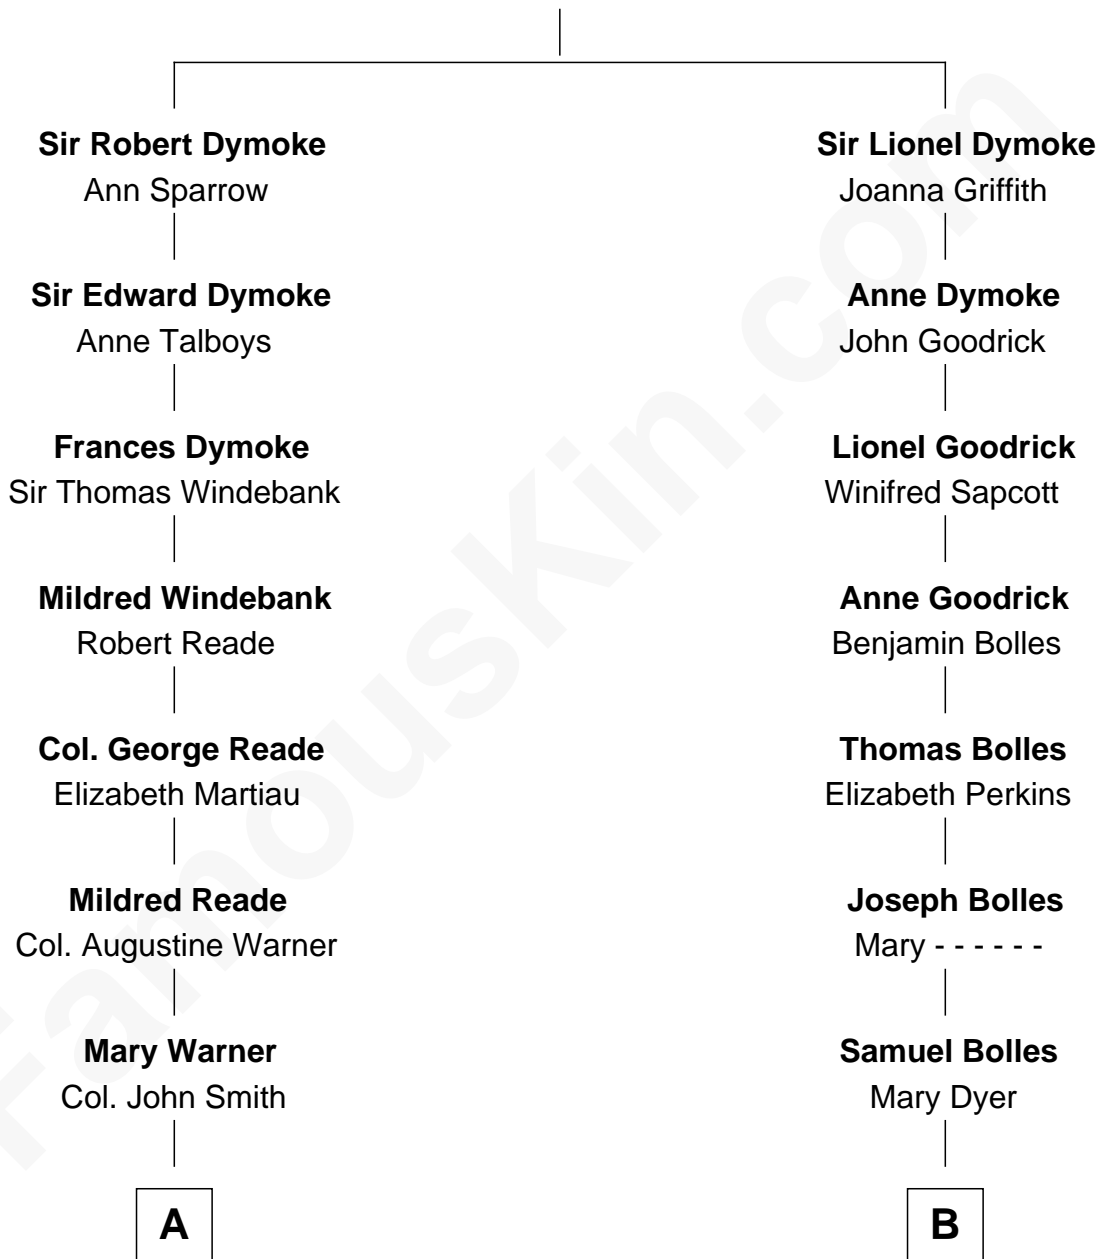 Sir Robert Dymoke
Ann Sparrow
Sir Edward Dymoke
Anne Talboys
Frances Dymoke
Sir Thomas Windebank
Mildred Windebank
Robert Reade
Col. George Reade
Elizabeth Martiau
Mildred Reade
Col. Augustine Warner
Mary Warner
Col. John Smith
A
Sir Lionel Dymoke
Joanna Griffith
Anne Dymoke
John Goodrick
Lionel Goodrick
Winifred Sapcott
Anne Goodrick
Benjamin Bolles
Thomas Bolles
Elizabeth Perkins
Joseph Bolles
Mary - - - - - -
Samuel Bolles
Mary Dyer
B
FamousKin.com